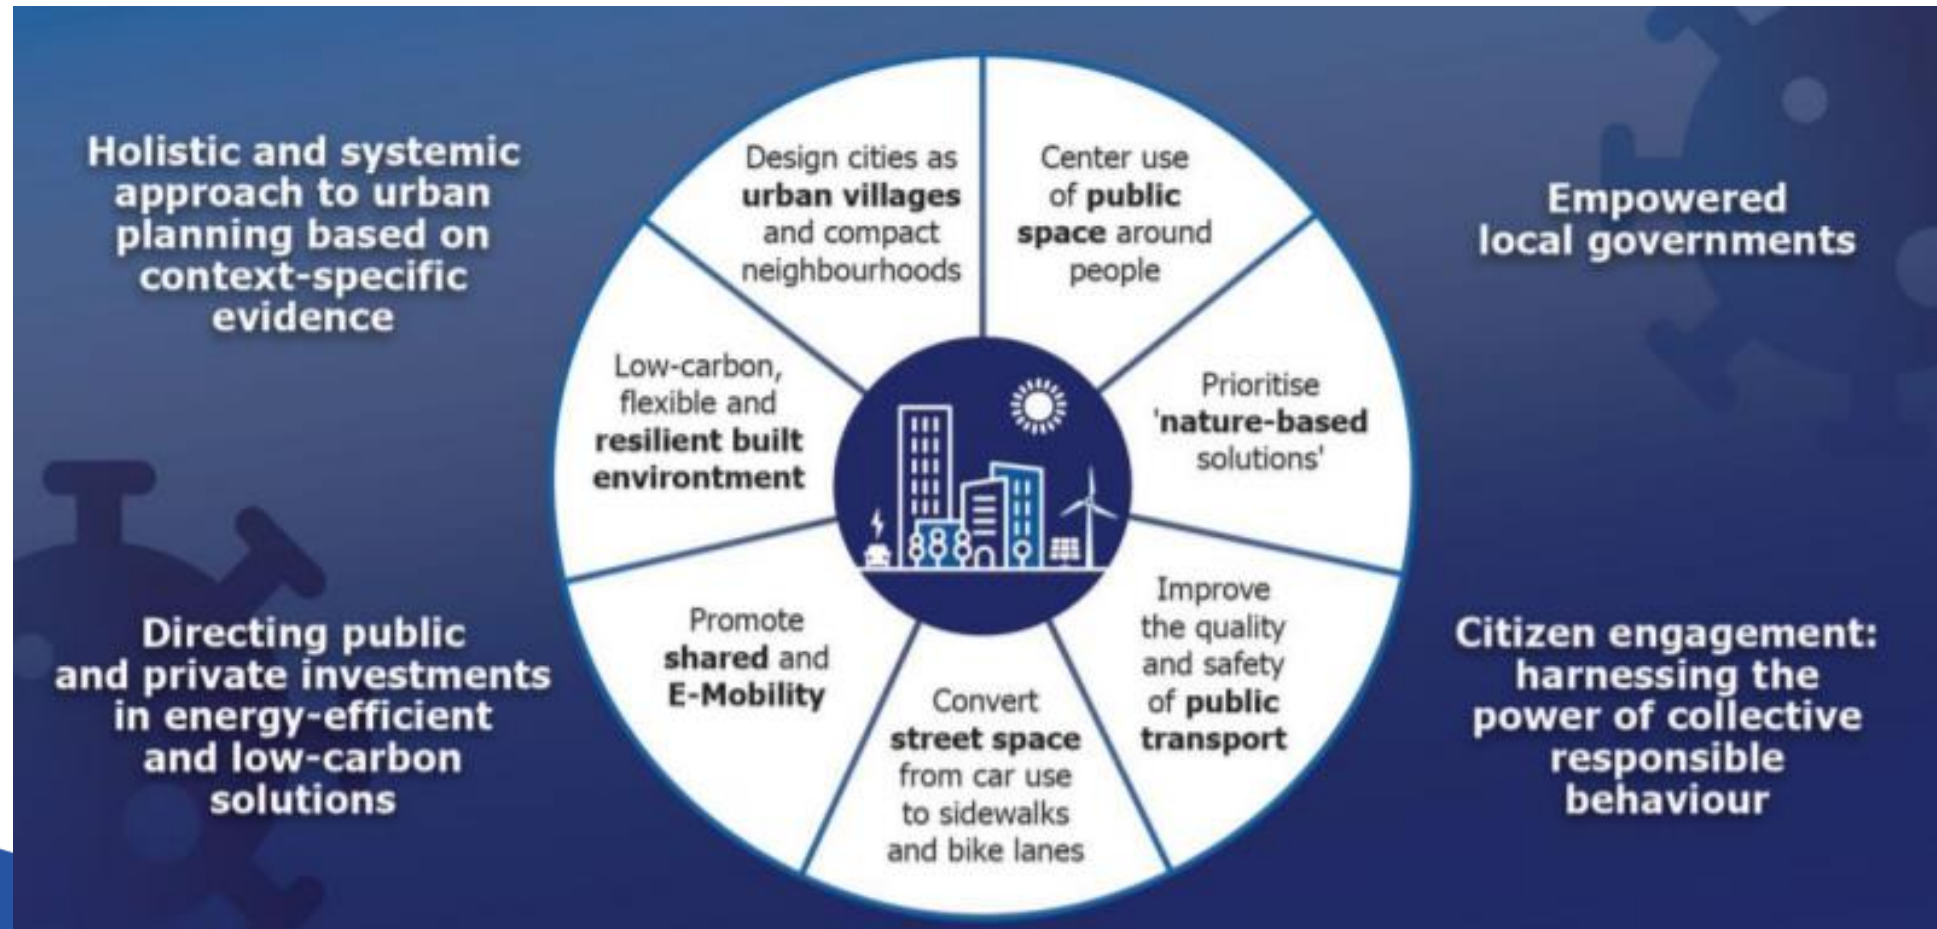 Holistic and systemic
approach to urban
planning based on
context-specific
evidence
Directing public
and private investments
in energy-efficient
and low-carbon
solutions
Design cities as
urban villages
and compact
neighbourhoods
Center use
of public
space around
people
Prioritise
'nature-based
solutions'
Improve
the quality
and safety
of public
transport
Convert
street space
from car use
to sidewalks
and bike lanes
Promote
shared and
E-Mobility
Low-carbon,
flexible and
resilient built
environtment
Empowered
local governments
Citizen engagement:
harnessing the
power of collective
responsible
behaviour